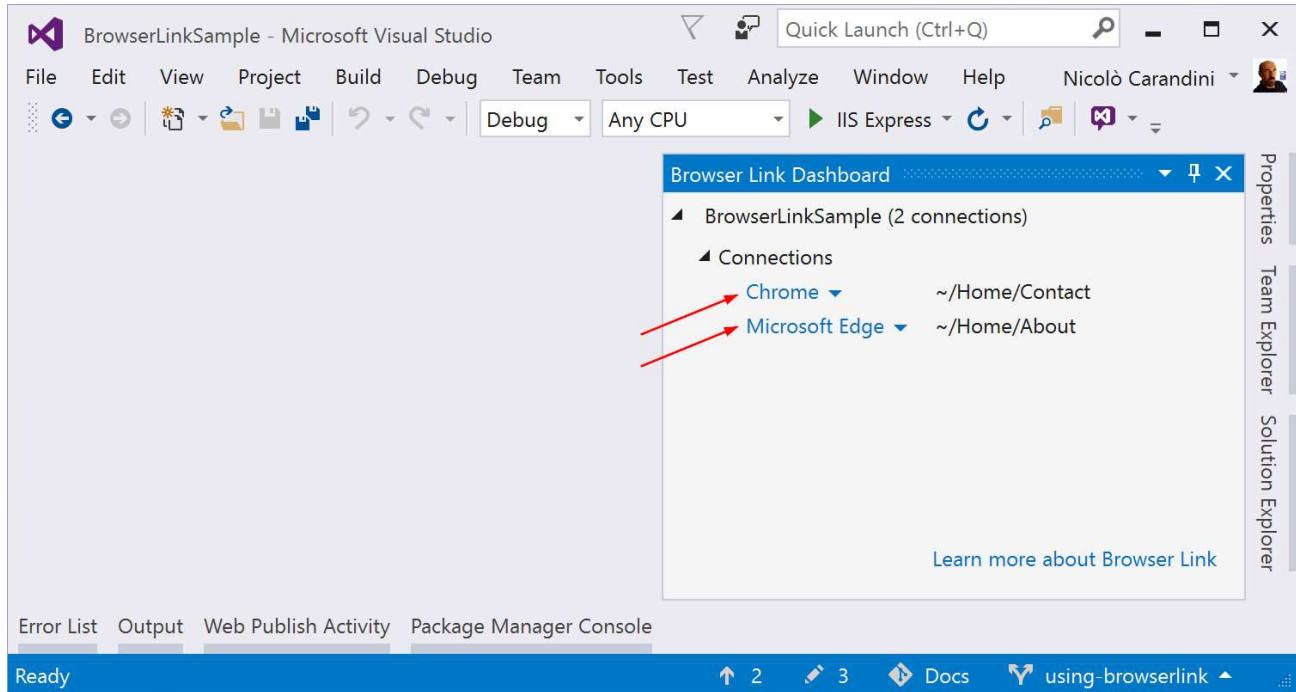 BrowserLinkSample - Microsoft Visual Studio
Quick Launch (Ctrl+Q)
File Edit View Project Build Debug Team Tools Test Analyze Window Help Nicolò Carandini
Debug Any CPU IIS Express
Browser Link Dashboard
BrowserLinkSample (2 connections)
Connections
Chrome ~/Home/Contact
Microsoft Edge ~/Home/About
Learn more about Browser Link
Properties
Team Explorer
Solution Explorer
Error List Output Web Publish Activity Package Manager Console
Ready 2 3 Docs using-browserlink